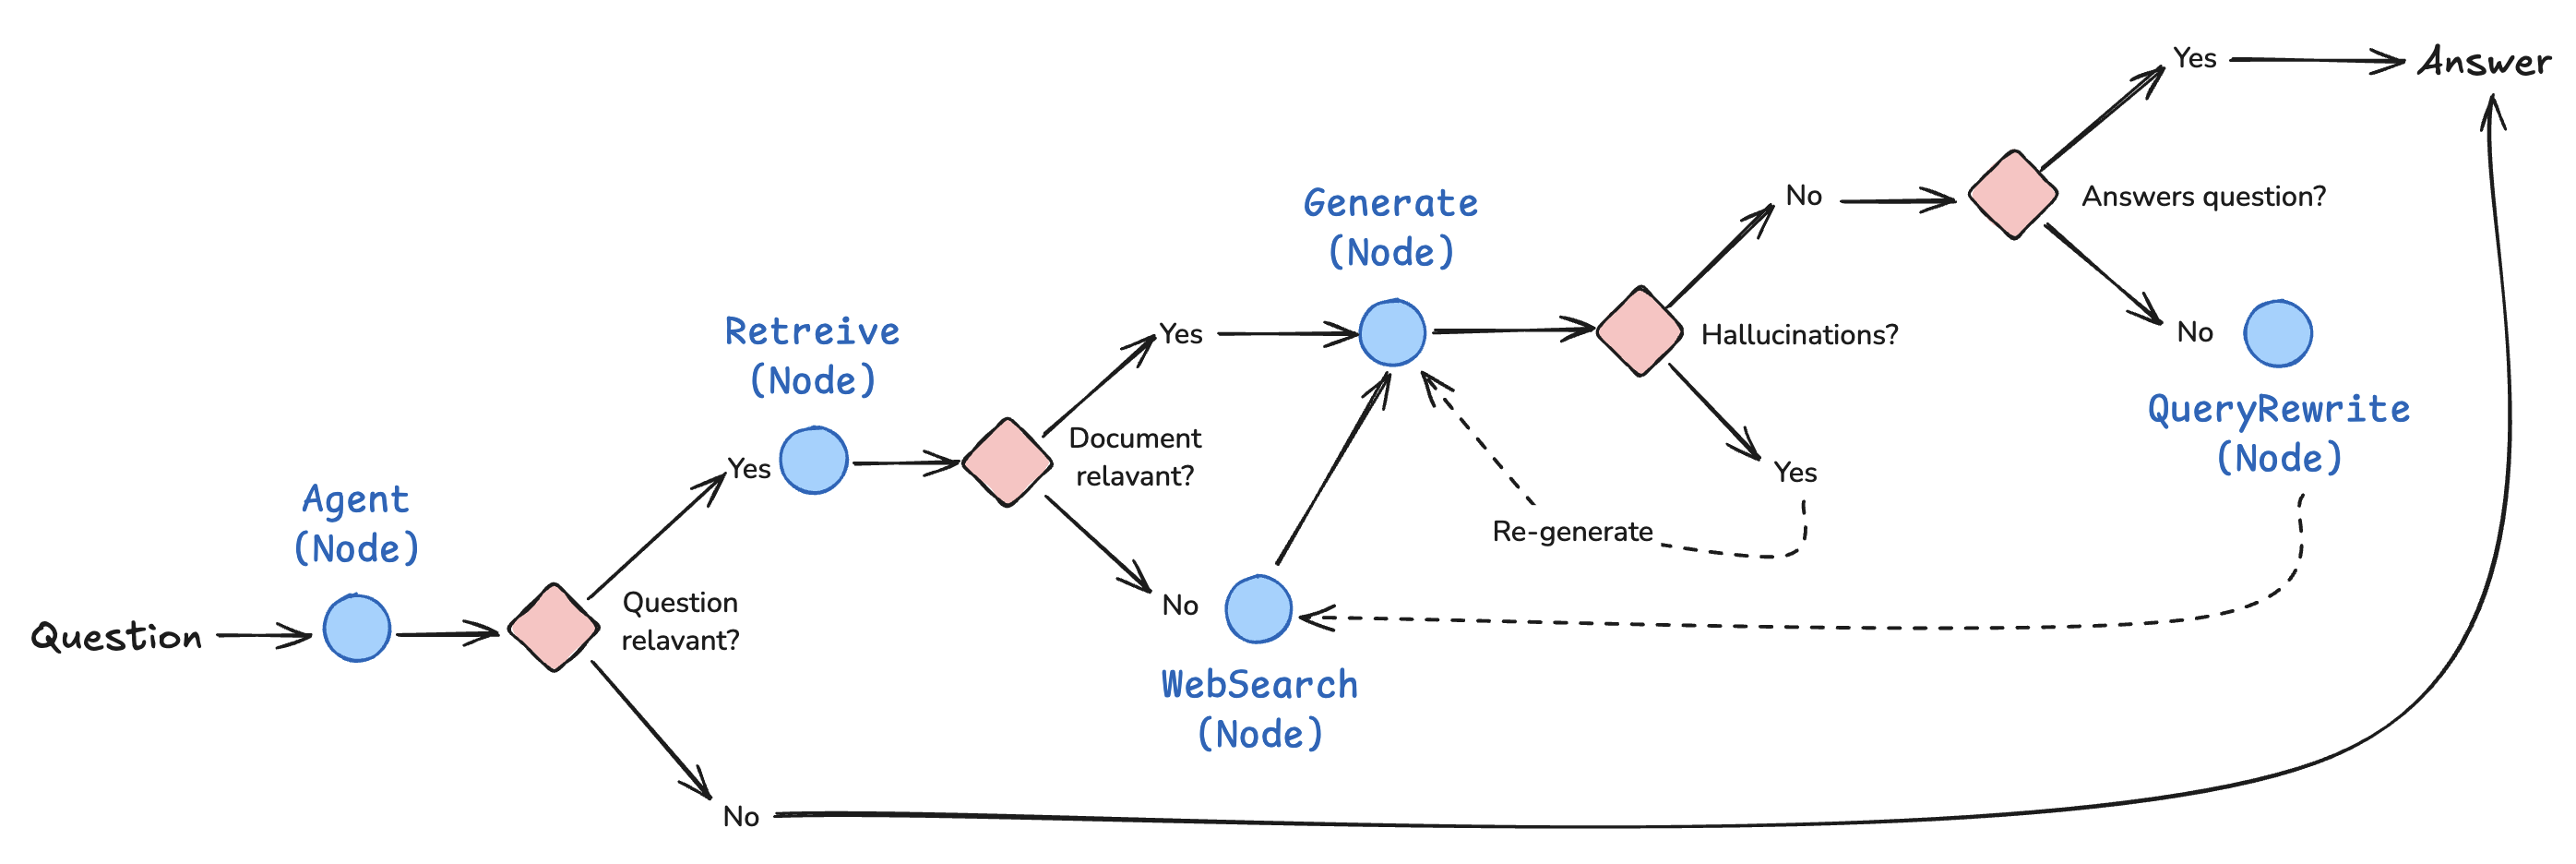 Question
Agent
(Node)
Question
relavant?
Yes
No
Retreive
(Node)
Document
relavant?
Yes
No
WebSearch
(Node)
Generate
(Node)
Hallucinations?
No
Yes
Re-generate
Answers question?
Yes
No
QueryRewrite
(Node)
Answer